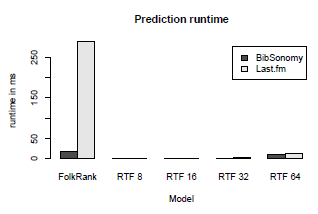 Prediction runtime
BibSonomy
Last.fm
runtime in ms
250
150
50
0
FolkRank RTF 8 RTF 16 RTF 32 RTF 64
Model